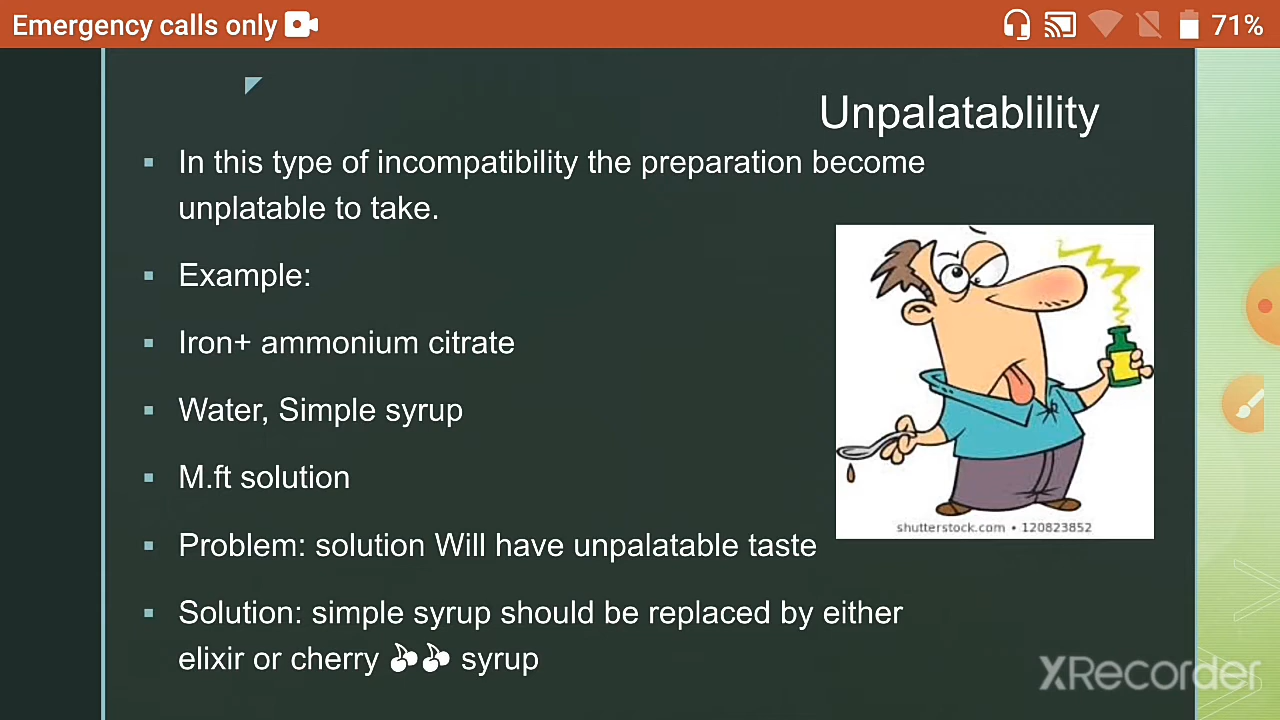 Emergency calls only
71%
Unpalatablility
In this type of incompatibility the preparation become
unplatable to take.
Example:
Iron+ ammonium citrate
Water, Simple syrup
M.ft solution
Problem: solution Will have unpalatable taste
Solution: simple syrup should be replaced by either
elixir or cherry 🍒🍒 syrup
shutterstock.com • 120823852
XRecorder